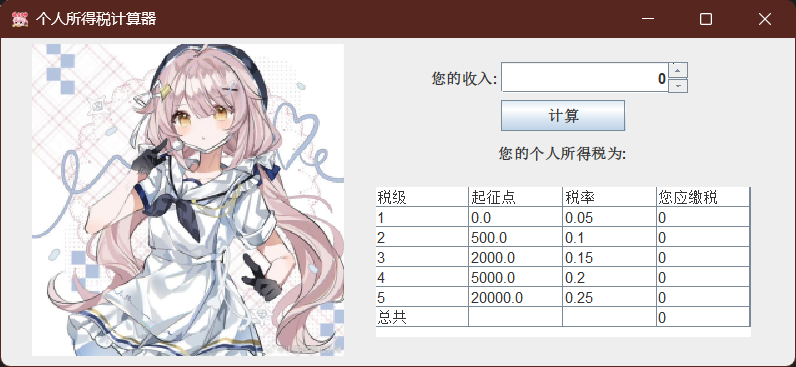 个人所得税计算器
您的收入: 0
计算
您的个人所得税为:
税级 起征点 税率 您应缴税
1 0.0 0.05 0
2 500.0 0.1 0
3 2000.0 0.15 0
4 5000.0 0.2 0
5 20000.0 0.25 0
总共 0